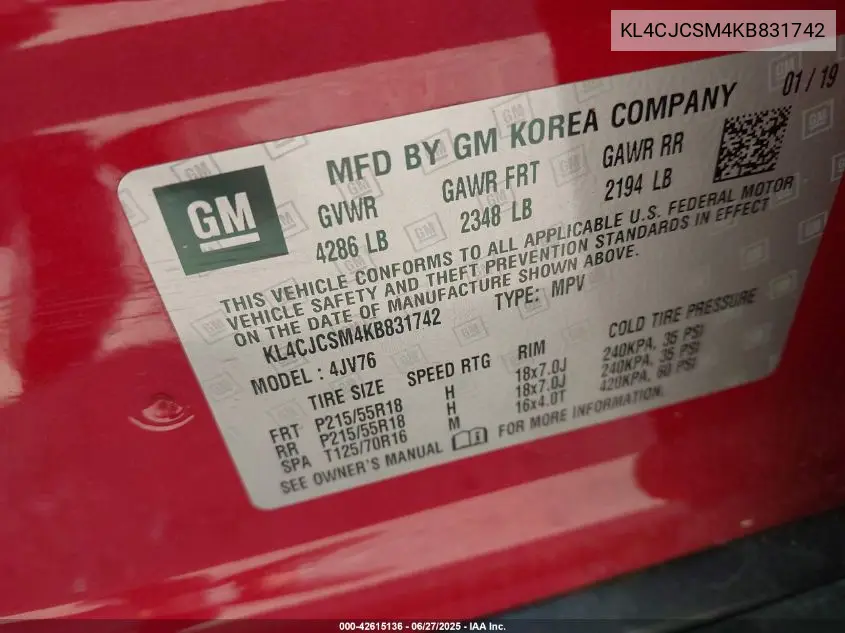 KL4CJCSM4KB831742
MFD BY GM KOREA COMPANY 01/19
GM
GVWR GAWR FRT GAWR RR
4286 LB 2348 LB 2194 LB
THIS VEHICLE CONFORMS TO ALL APPLICABLE U.S. FEDERAL MOTOR
VEHICLE SAFETY AND THEFT PREVENTION STANDARDS IN EFFECT
ON THE DATE OF MANUFACTURE SHOWN ABOVE.
KL4CJCSM4KB831742 TYPE: MPV
MODEL : 4JV76
TIRE SIZE SPEED RTG RIM COLD TIRE PRESSURE
FRT P215/55R18 H 18x7.0J 240KPA, 35 PSI
RR P215/55R18 H 18x7.0J 240KPA, 35 PSI
SPA T125/70R16 M 16x4.0T 420KPA, 60 PSI
SEE OWNER'S MANUAL FOR MORE INFORMATION.
000-42615136 - 06/27/2025 - IAA Inc.